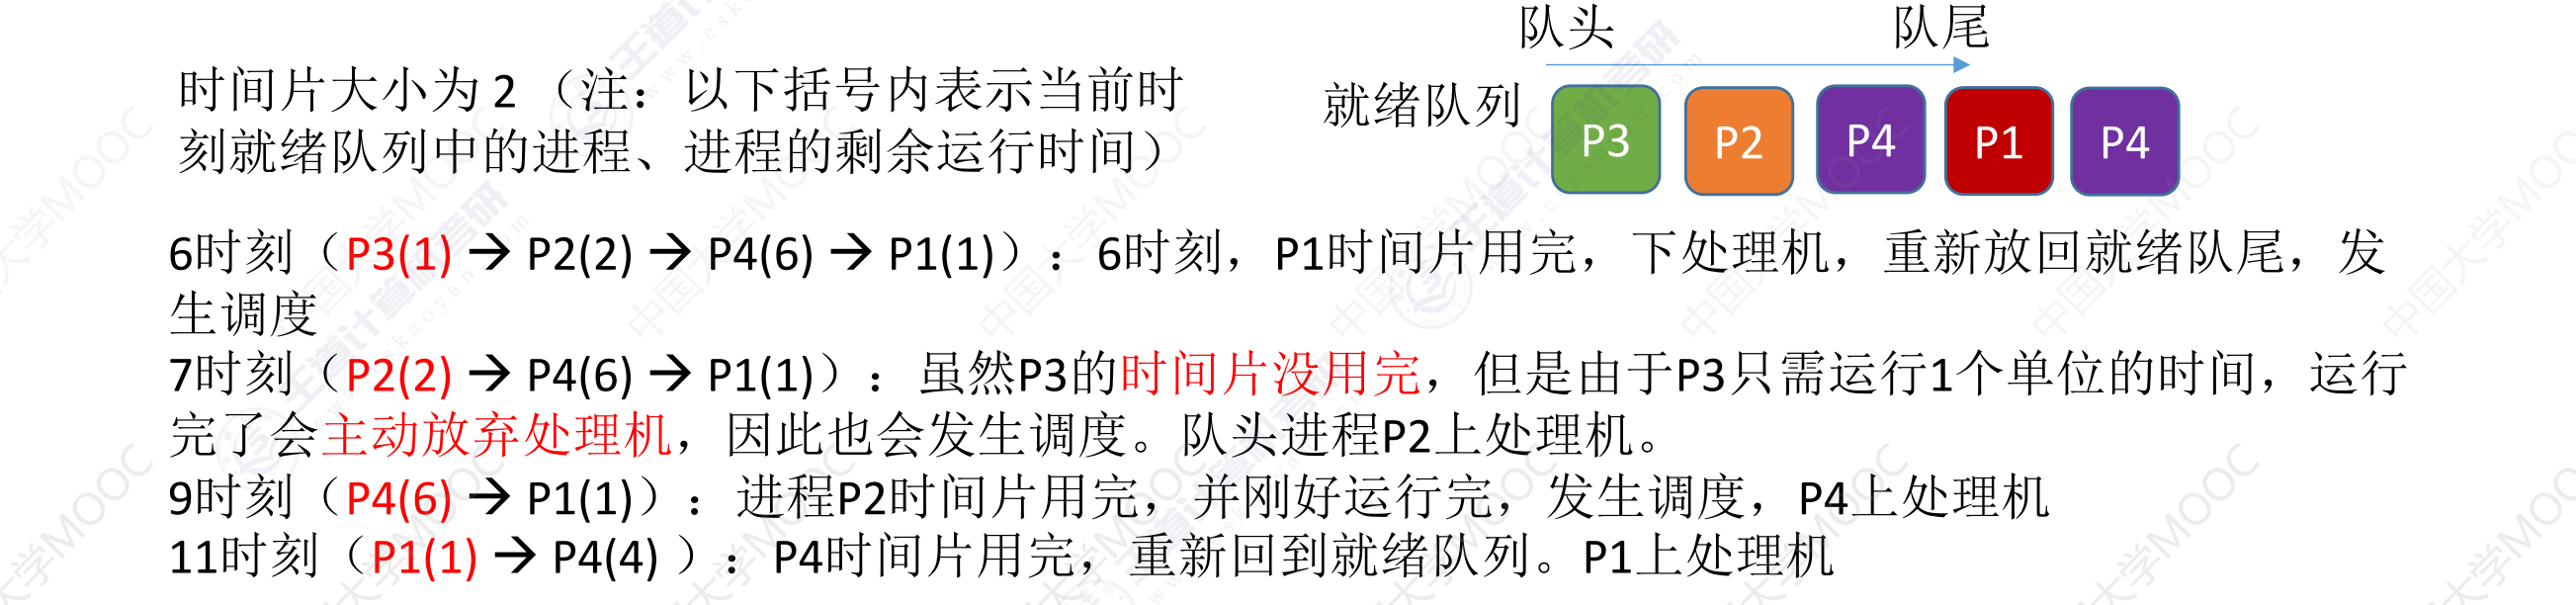 队头 队尾
时间片大小为 2 （注：以下括号内表示当前时
刻就绪队列中的进程、进程的剩余运行时间）
就绪队列 P3 P2 P4 P1 P4
6时刻（P3(1) → P2(2) → P4(6) → P1(1)）：6时刻，P1时间片用完，下处理机，重新放回就绪队尾，发
生调度
7时刻（P2(2) → P4(6) → P1(1)）：虽然P3的时间片没用完，但是由于P3只需运行1个单位的时间，运行
完了会主动放弃处理机，因此也会发生调度。队头进程P2上处理机。
9时刻（P4(6) → P1(1)）：进程P2时间片用完，并刚好运行完，发生调度，P4上处理机
11时刻（P1(1) → P4(4) ）：P4时间片用完，重新回到就绪队列。P1上处理机